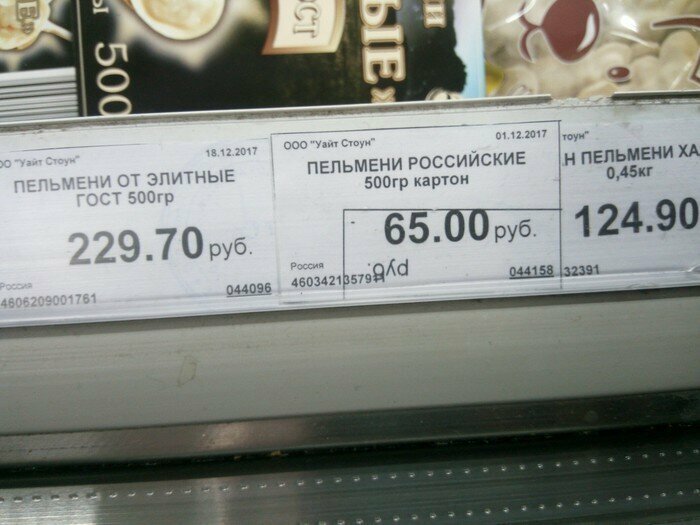 500
ЫЕ»
ООО "Уайт Стоун"
18.12.2017
ПЕЛЬМЕНИ ОТ ЭЛИТНЫЕ
ГОСТ 500гр
229.70 руб.
Россия
4606209001761
044096
ООО "Уайт Стоун"
01.12.2017
ПЕЛЬМЕНИ РОССИЙСКИЕ
500гр картон
65.00 руб.
Россия
руб
044158
тоун"
Н ПЕЛЬМЕНИ ХА
0,45кг
124.90
32391